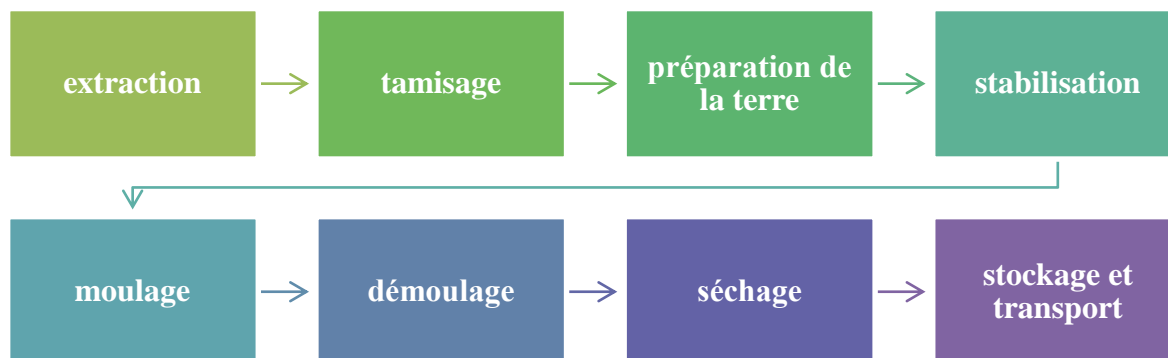 extraction
tamisage
préparation de
la terre
stabilisation
moulage
démoulage
séchage
stockage et
transport